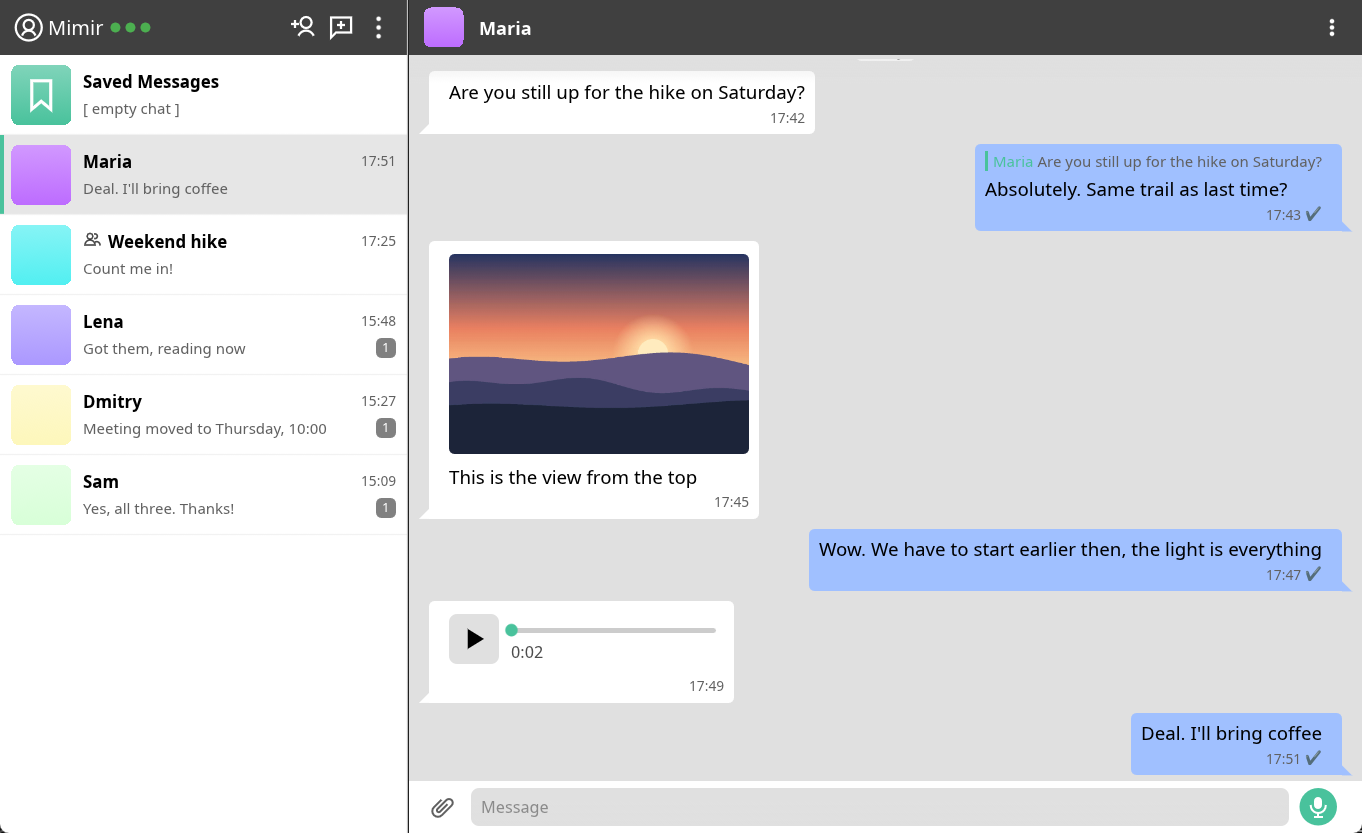 Mimir
Saved Messages
[ empty chat ]
Maria 17:51
Deal. I'll bring coffee
Weekend hike 17:25
Count me in!
Lena 15:48
Got them, reading now 1
Dmitry 15:27
Meeting moved to Thursday, 10:00 1
Sam 15:09
Yes, all three. Thanks! 1
Maria
Are you still up for the hike on Saturday?
17:42
Maria Are you still up for the hike on Saturday?
Absolutely. Same trail as last time?
17:43
This is the view from the top
17:45
Wow. We have to start earlier then, the light is everything
17:47
0:02
17:49
Deal. I'll bring coffee
17:51
Message